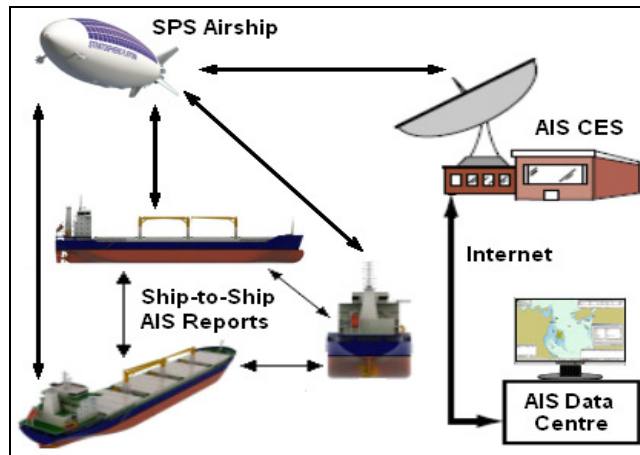 SPS Airship
AIS CES
Internet
Ship-to-Ship
AIS Reports
AIS Data
Centre